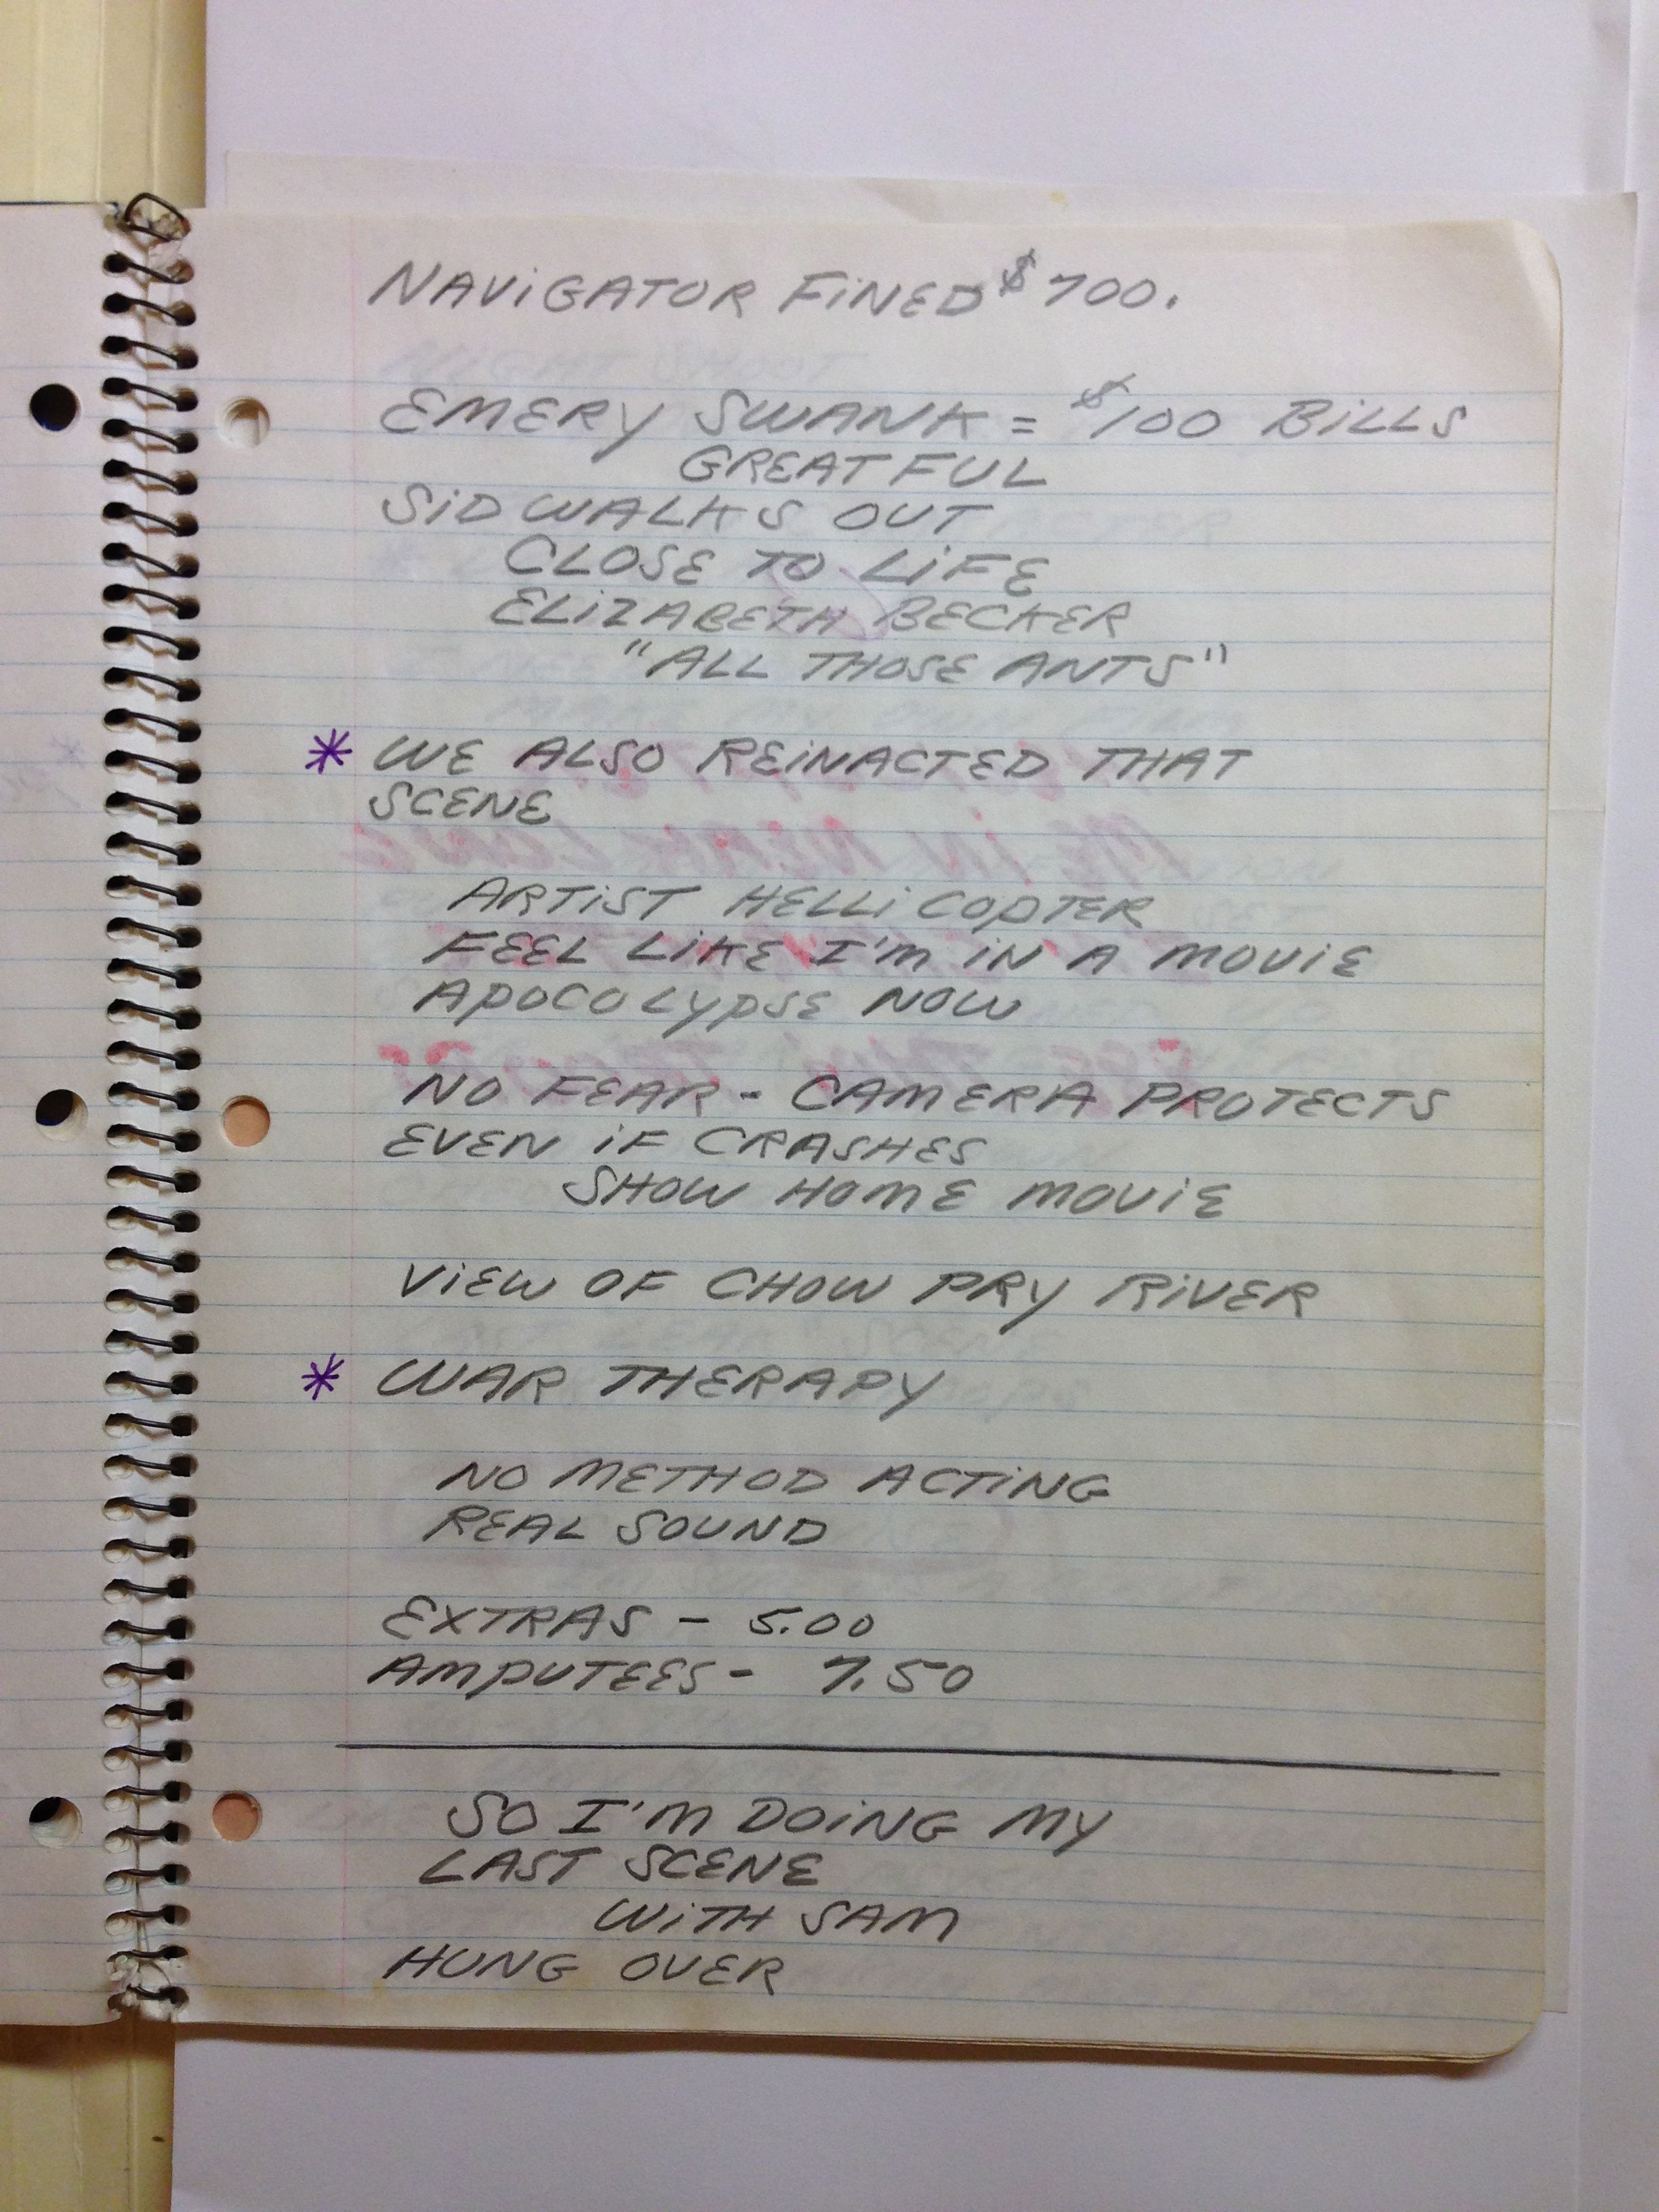 NAViGATOR FiNED $700.
EMERY SWANK = $100 BiLLS
GREATFUL
SiD WALKS OUT
CLOSE TO LiFE
ELiZABETH BECKER
"ALL THOSE ANTS"
* WE ALSO REiNACTED THAT
SCENE
ARTiST HELLiCOPTER
FEEL LiKE I'M iN A MOViE
APOCOLYPSE NOW
NO FEAR - CAMERA PROTECTS
EVEN iF CRASHES
SHOW HOME MOViE
ViEW OF CHOW PRY RiVER
* WAR THERAPY
NO METHOD ACTiNG
REAL SOUND
EXTRAS - 5.00
AMPUTEES - 7.50
SO I'M DOiNG MY
LAST SCENE
WiTH SAM
HUNG OVER